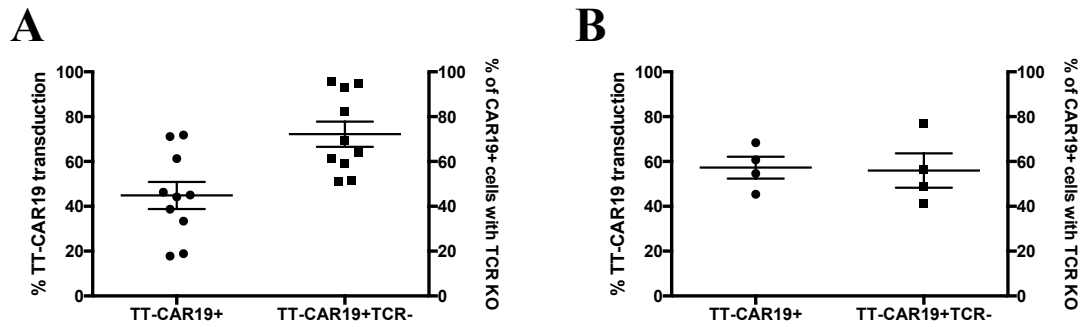 A
% TT-CAR19 transduction
100
80
60
40
20
0
100
80
60
40
20
0
% of CAR19+ cells with TCR KO
TT-CAR19+
TT-CAR19+TCR-
B
% TT-CAR19 transduction
100
80
60
40
20
0
100
80
60
40
20
0
% of CAR19+ cells with TCR KO
TT-CAR19+
TT-CAR19+TCR-